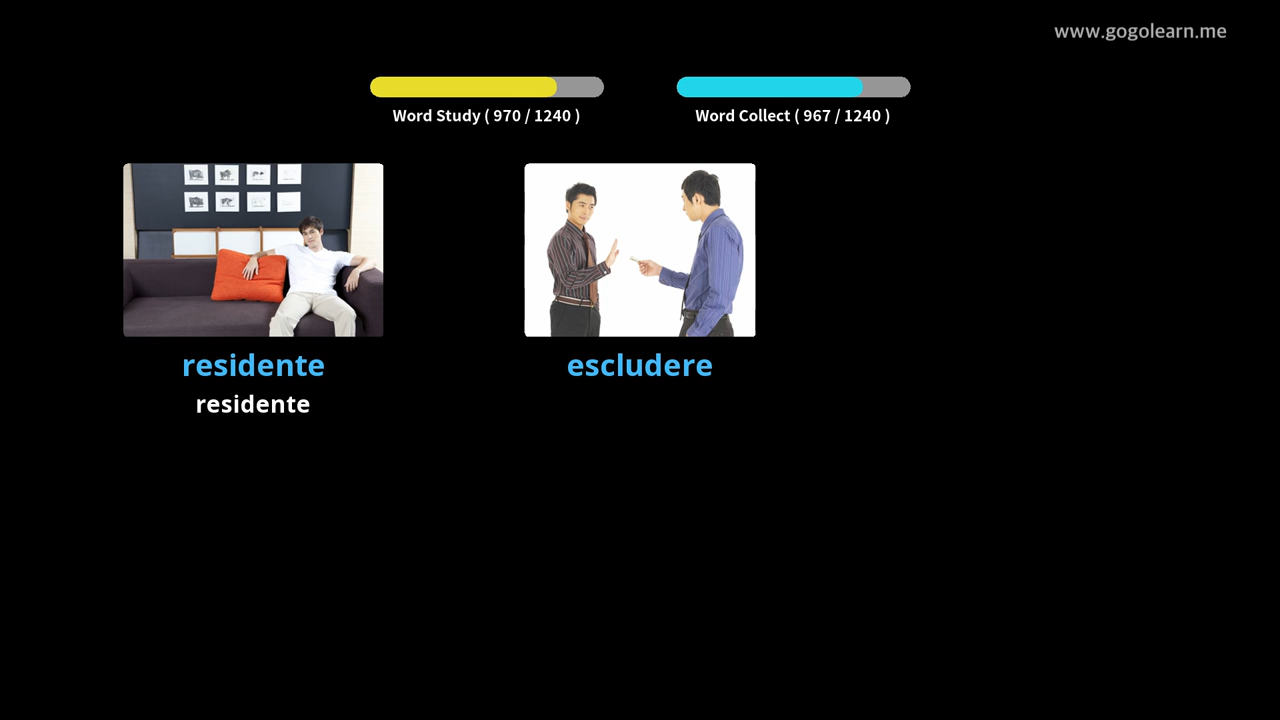 www.gogolearn.me
Word Study ( 970 / 1240 )
Word Collect ( 967 / 1240 )
residente
escludere
residente